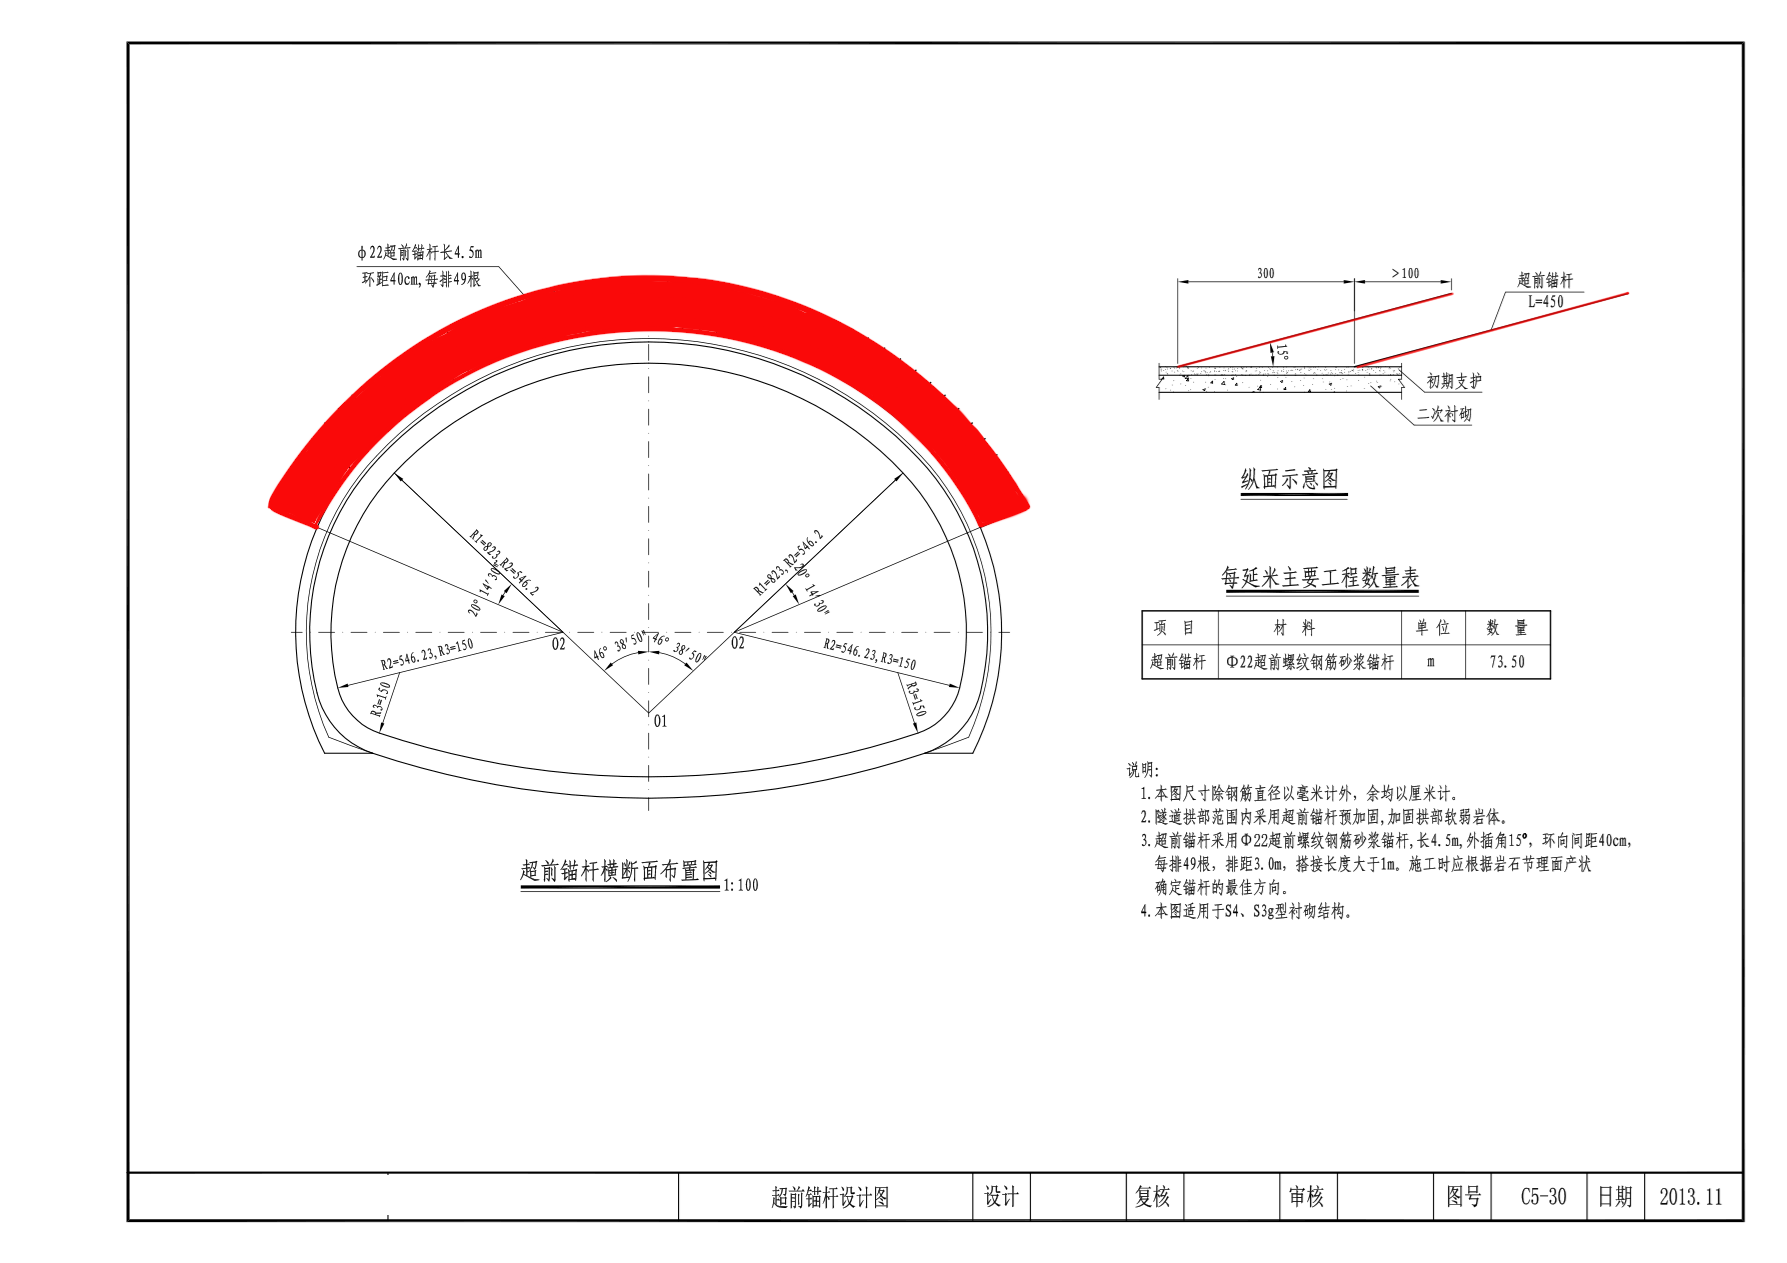 ф22超前锚杆长4.5m
环距40cm,每排49根
R1=823,R2=546.2
20° 14′30″
R1=823,R2=546.2
20° 14′30″
O2
46° 38′50″
46° 38′50″
O2
R2=546.23,R3=150
R2=546.23,R3=150
R3=150
R3=150
O1
超前锚杆横断面布置图 1:100
300
>100
超前锚杆
L=450
15°
初期支护
二次衬砌
纵面示意图
每延米主要工程数量表
项 目 材 料 单 位 数 量
超前锚杆 Φ22超前螺纹钢筋砂浆锚杆 m 73.50
说明:
1.本图尺寸除钢筋直径以毫米计外，余均以厘米计。
2.隧道拱部范围内采用超前锚杆预加固,加固拱部软弱岩体。
3.超前锚杆采用Φ22超前螺纹钢筋砂浆锚杆,长4.5m,外插角15°，环向间距40cm，
每排49根，排距3.0m，搭接长度大于1m。施工时应根据岩石节理面产状
确定锚杆的最佳方向。
4.本图适用于S4、S3g型衬砌结构。
超前锚杆设计图 设计 复核 审核 图号 C5-30 日期 2013.11